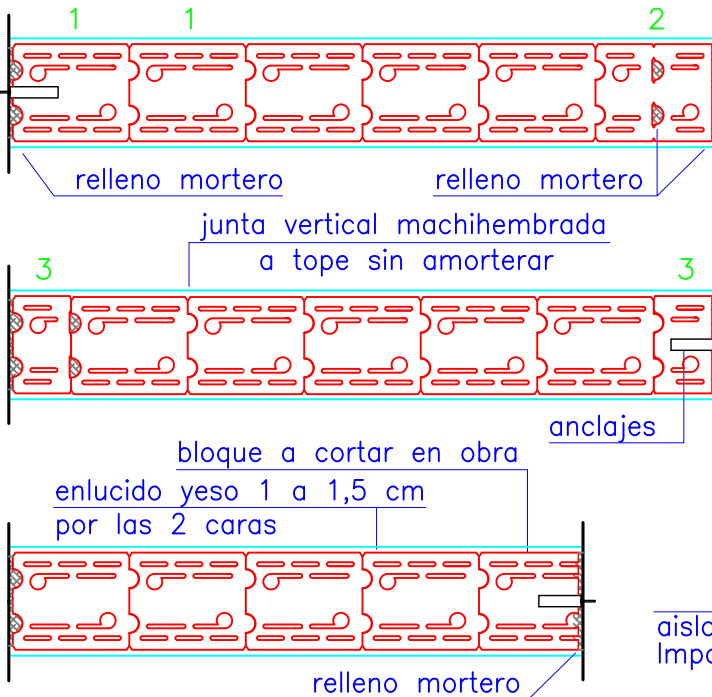 1 1 2
relleno mortero relleno mortero
junta vertical machihembrada
a tope sin amorterar
3 3
anclajes
bloque a cortar en obra
enlucido yeso 1 a 1,5 cm
por las 2 caras
relleno mortero